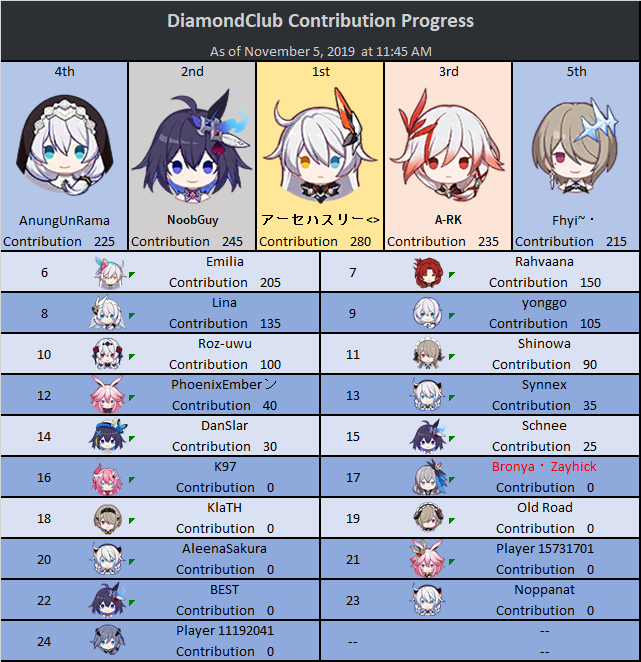 DiamondClub Contribution Progress
As of November 5, 2019 at 11:45 AM
4th
2nd
1st
3rd
5th
AnungUnRama
NoobGuy
アーセハスリー<>
A-RK
Fhyi~・
Contribution 225
Contribution 245
Contribution 280
Contribution 235
Contribution 215
6
Emilia
Contribution 205
7
Rahvaana
Contribution 150
8
Lina
Contribution 135
9
yonggo
Contribution 105
10
Roz-uwu
Contribution 100
11
Shinowa
Contribution 90
12
PhoenixEmberン
Contribution 40
13
Synnex
Contribution 35
14
DanSlar
Contribution 30
15
Schnee
Contribution 25
16
K97
Contribution 0
17
Bronya・Zayhick
Contribution 0
18
KlaTH
Contribution 0
19
Old Road
Contribution 0
20
AleenaSakura
Contribution 0
21
Player 15731701
Contribution 0
22
BEST
Contribution 0
23
Noppanat
Contribution 0
24
Player 11192041
Contribution 0
--
--
--